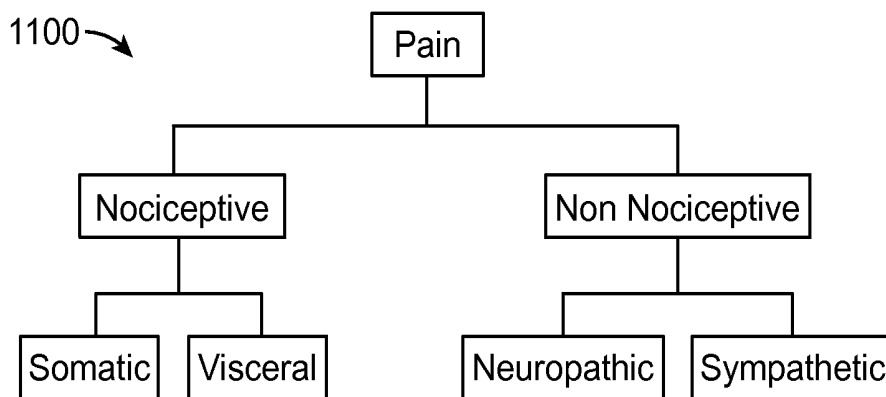 1100
Pain
Nociceptive
Non Nociceptive
Somatic
Visceral
Neuropathic
Sympathetic